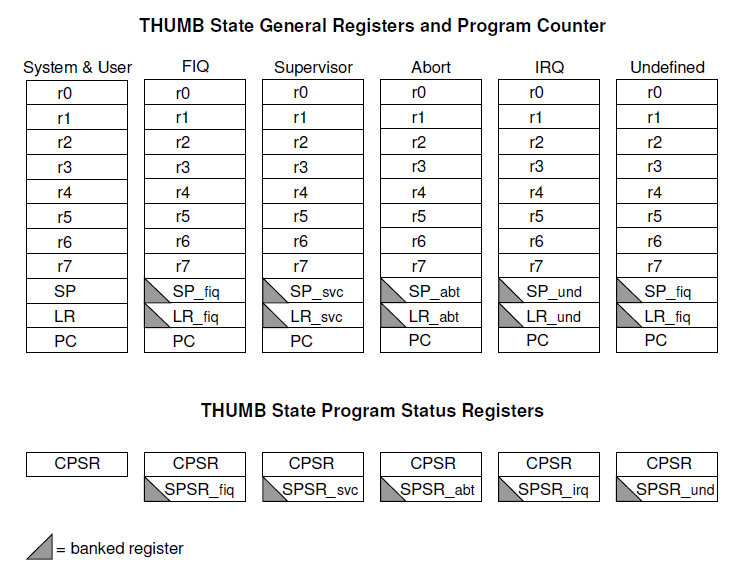 THUMB State General Registers and Program Counter
System & User FIQ Supervisor Abort IRQ Undefined
r0 r0 r0 r0 r0 r0
r1 r1 r1 r1 r1 r1
r2 r2 r2 r2 r2 r2
r3 r3 r3 r3 r3 r3
r4 r4 r4 r4 r4 r4
r5 r5 r5 r5 r5 r5
r6 r6 r6 r6 r6 r6
r7 r7 r7 r7 r7 r7
SP SP_fiq SP_svc SP_abt SP_und SP_fiq
LR LR_fiq LR_svc LR_abt LR_und LR_fiq
PC PC PC PC PC PC
THUMB State Program Status Registers
CPSR CPSR CPSR CPSR CPSR CPSR
SPSR_fiq SPSR_svc SPSR_abt SPSR_irq SPSR_und
= banked register